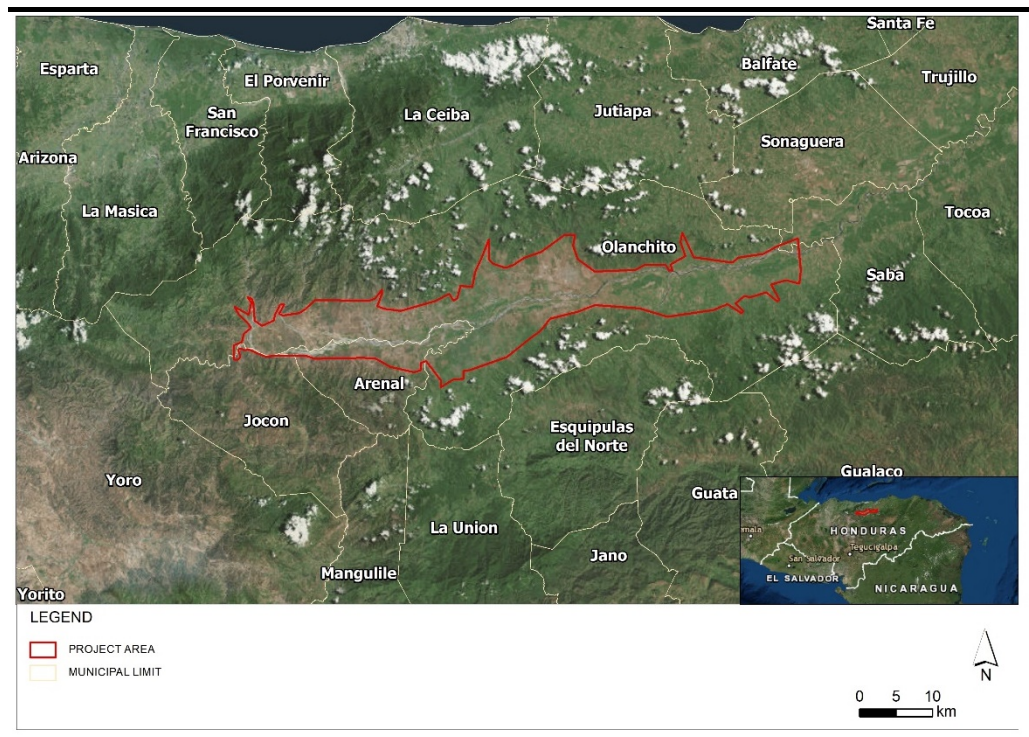 Santa Fe
Esparta
El Porvenir
Balfate
Trujillo
San
Francisco
La Ceiba
Jutiapa
Sonaguera
Arizona
La Masica
Tocoa
Olanchito
Saba
Arenal
Jocon
Esquipulas
del Norte
Yoro
Gualaco
Guata
La Union
Jano
Mangulile
Yorito
HONDURAS
Tegucigalpa
San Salvador
EL SALVADOR
NICARAGUA
LEGEND
PROJECT AREA
MUNICIPAL LIMIT
N
0 5 10
km